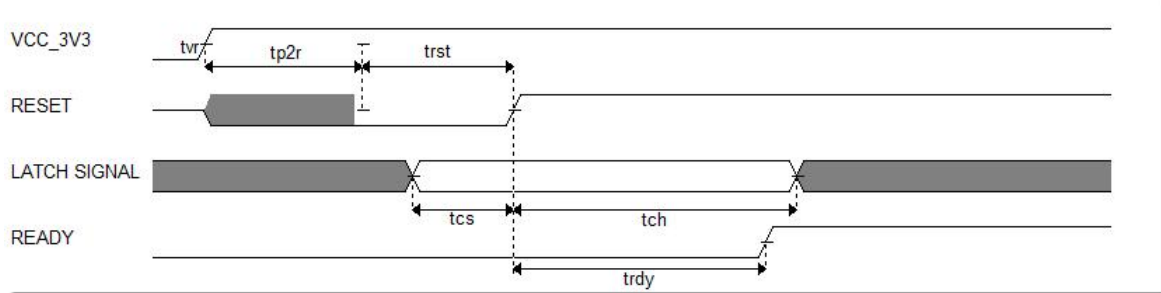 VCC_3V3
tvr
tp2r
trst
RESET
LATCH SIGNAL
tcs
tch
READY
trdy